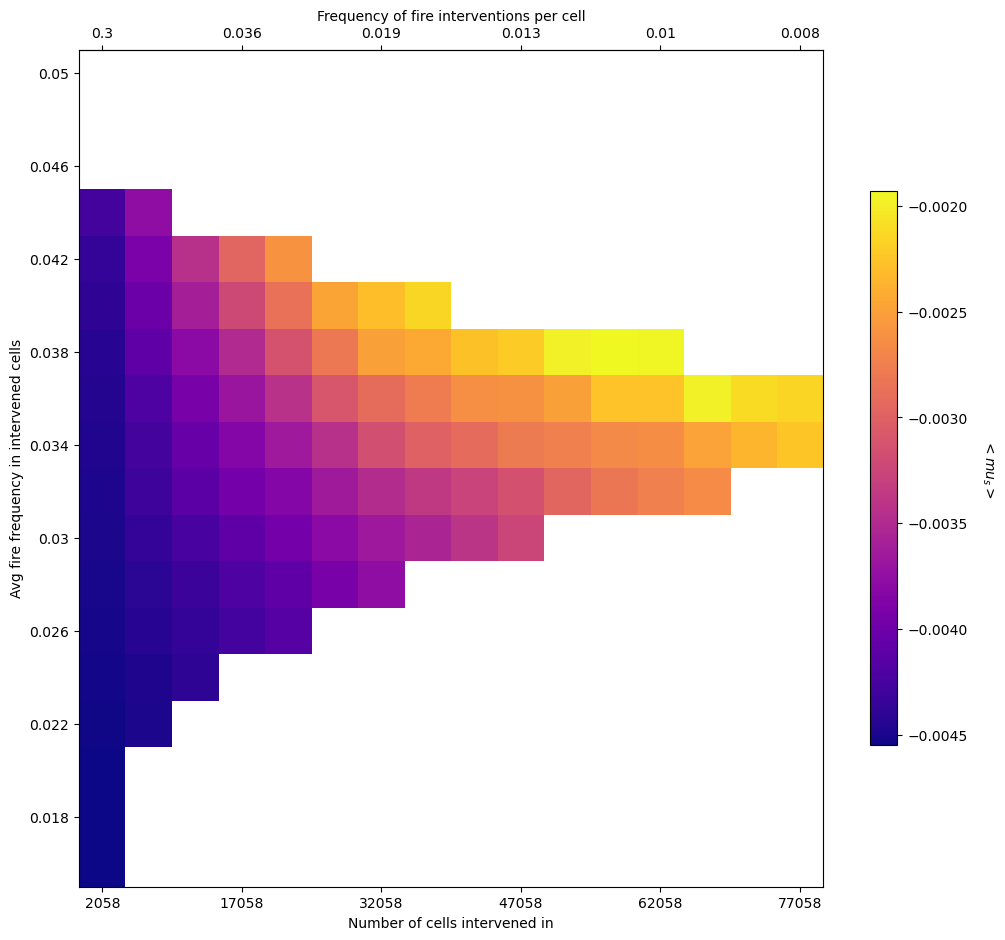 Frequency of fire interventions per cell
0.3 0.036 0.019 0.013 0.01 0.008
0.05
0.046
0.042
0.038
0.034
0.03
0.026
0.022
0.018
Avg fire frequency in intervened cells
2058 17058 32058 47058 62058 77058
Number of cells intervened in
−0.0020
−0.0025
−0.0030
−0.0035
−0.0040
−0.0045
< mu_s >